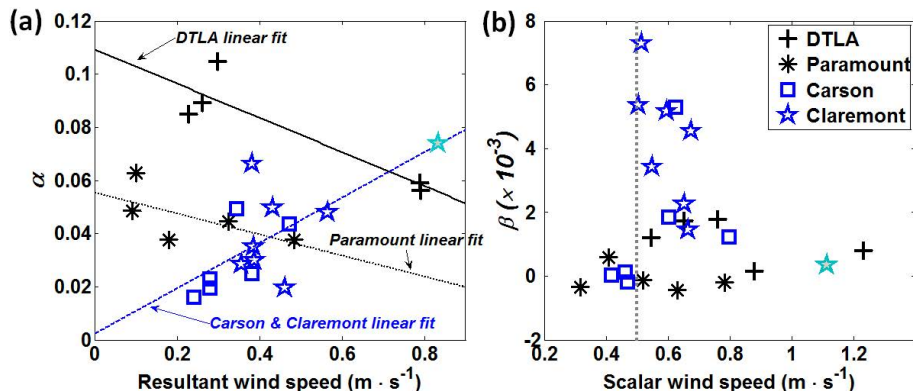 (a)
0.12
0.1
0.08
0.06
0.04
0.02
0
α
DTLA linear fit
Paramount linear fit
Carson & Claremont linear fit
0 0.2 0.4 0.6 0.8
Resultant wind speed (m · s⁻¹)
(b)
8
6
4
2
0
-2
β (× 10⁻³)
DTLA
Paramount
Carson
Claremont
0.2 0.4 0.6 0.8 1 1.2
Scalar wind speed (m · s⁻¹)